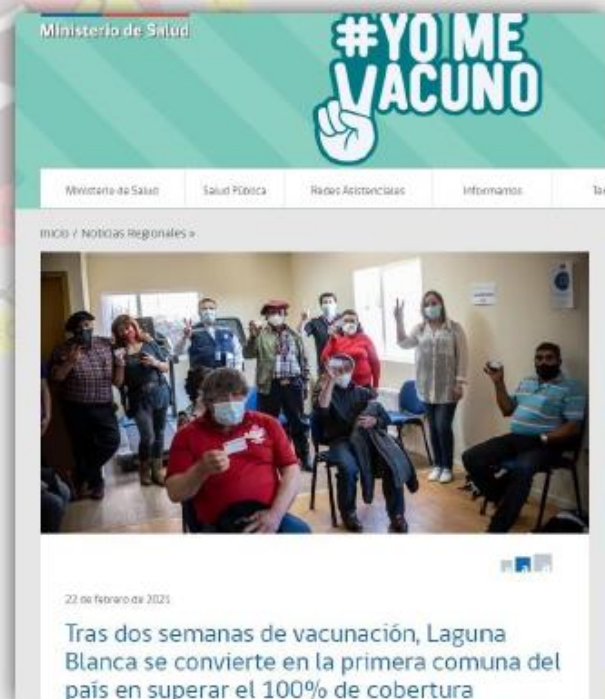 Ministerio de Salud
#YO ME
VACUNO
Ministerio de Salud
Salud Pública
Redes Asistenciales
Informarnos
Inicio / Noticias Regionales »
22 de febrero de 2021
Tras dos semanas de vacunación, Laguna
Blanca se convierte en la primera comuna del
país en superar el 100% de cobertura